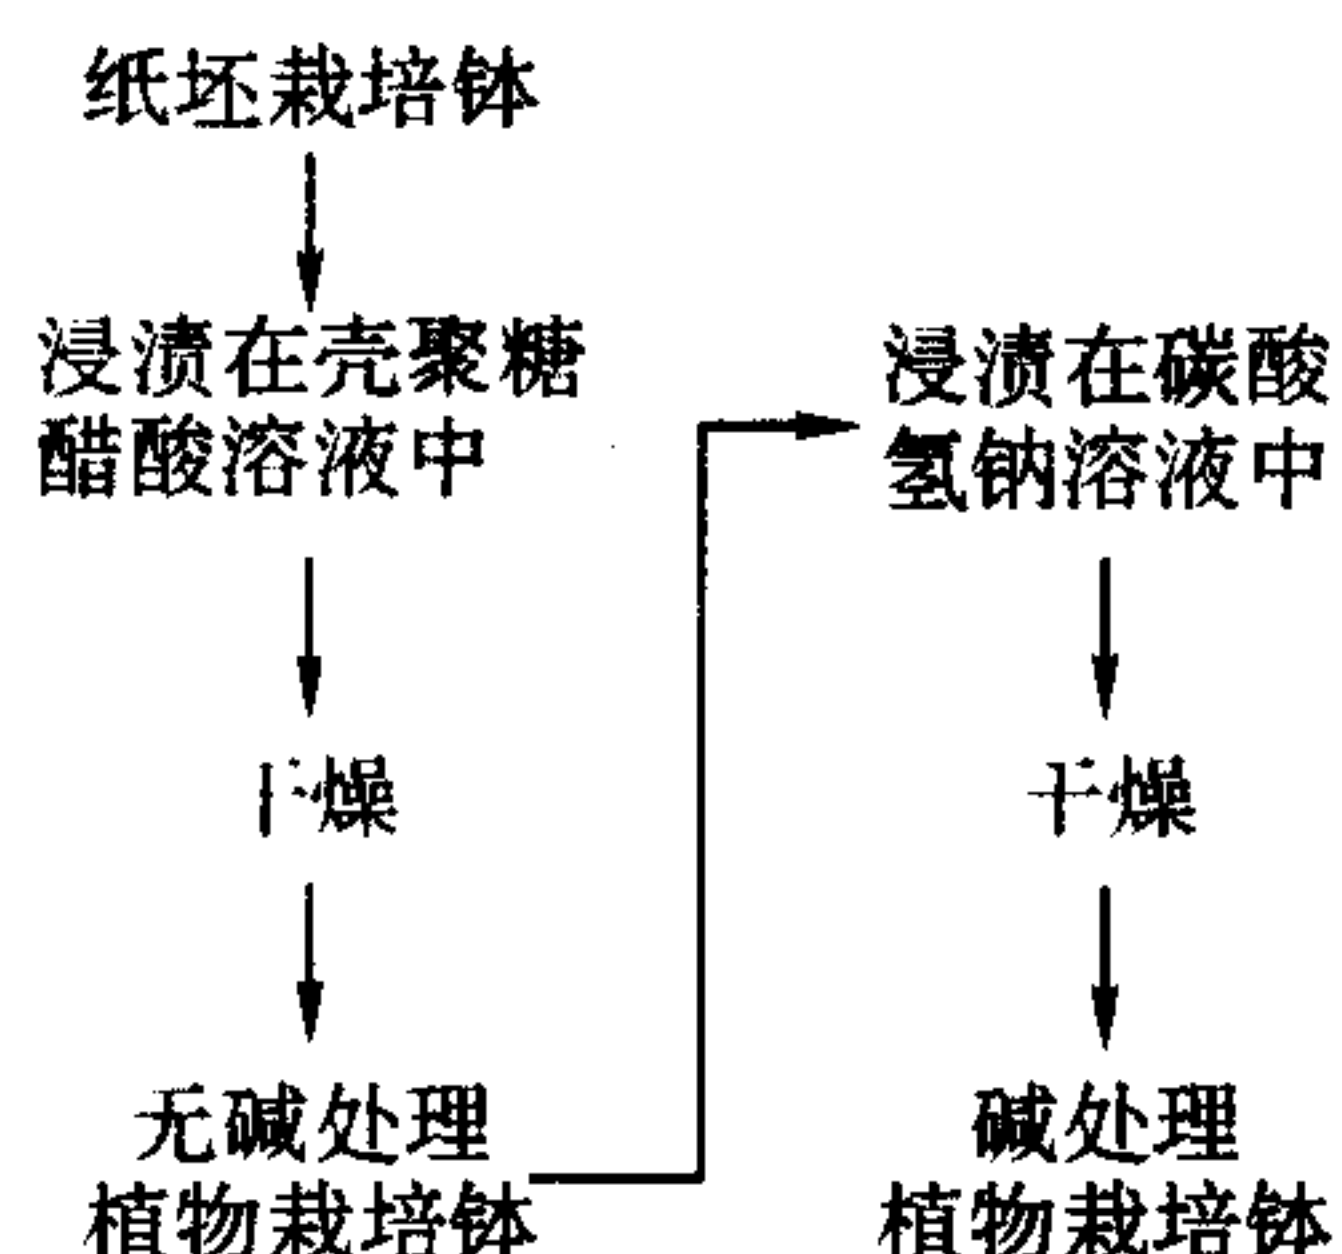 纸坯栽培钵
浸渍在壳聚糖
醋酸溶液中
干燥
无碱处理
植物栽培钵
浸渍在碳酸
氢钠溶液中
干燥
碱处理
植物栽培钵